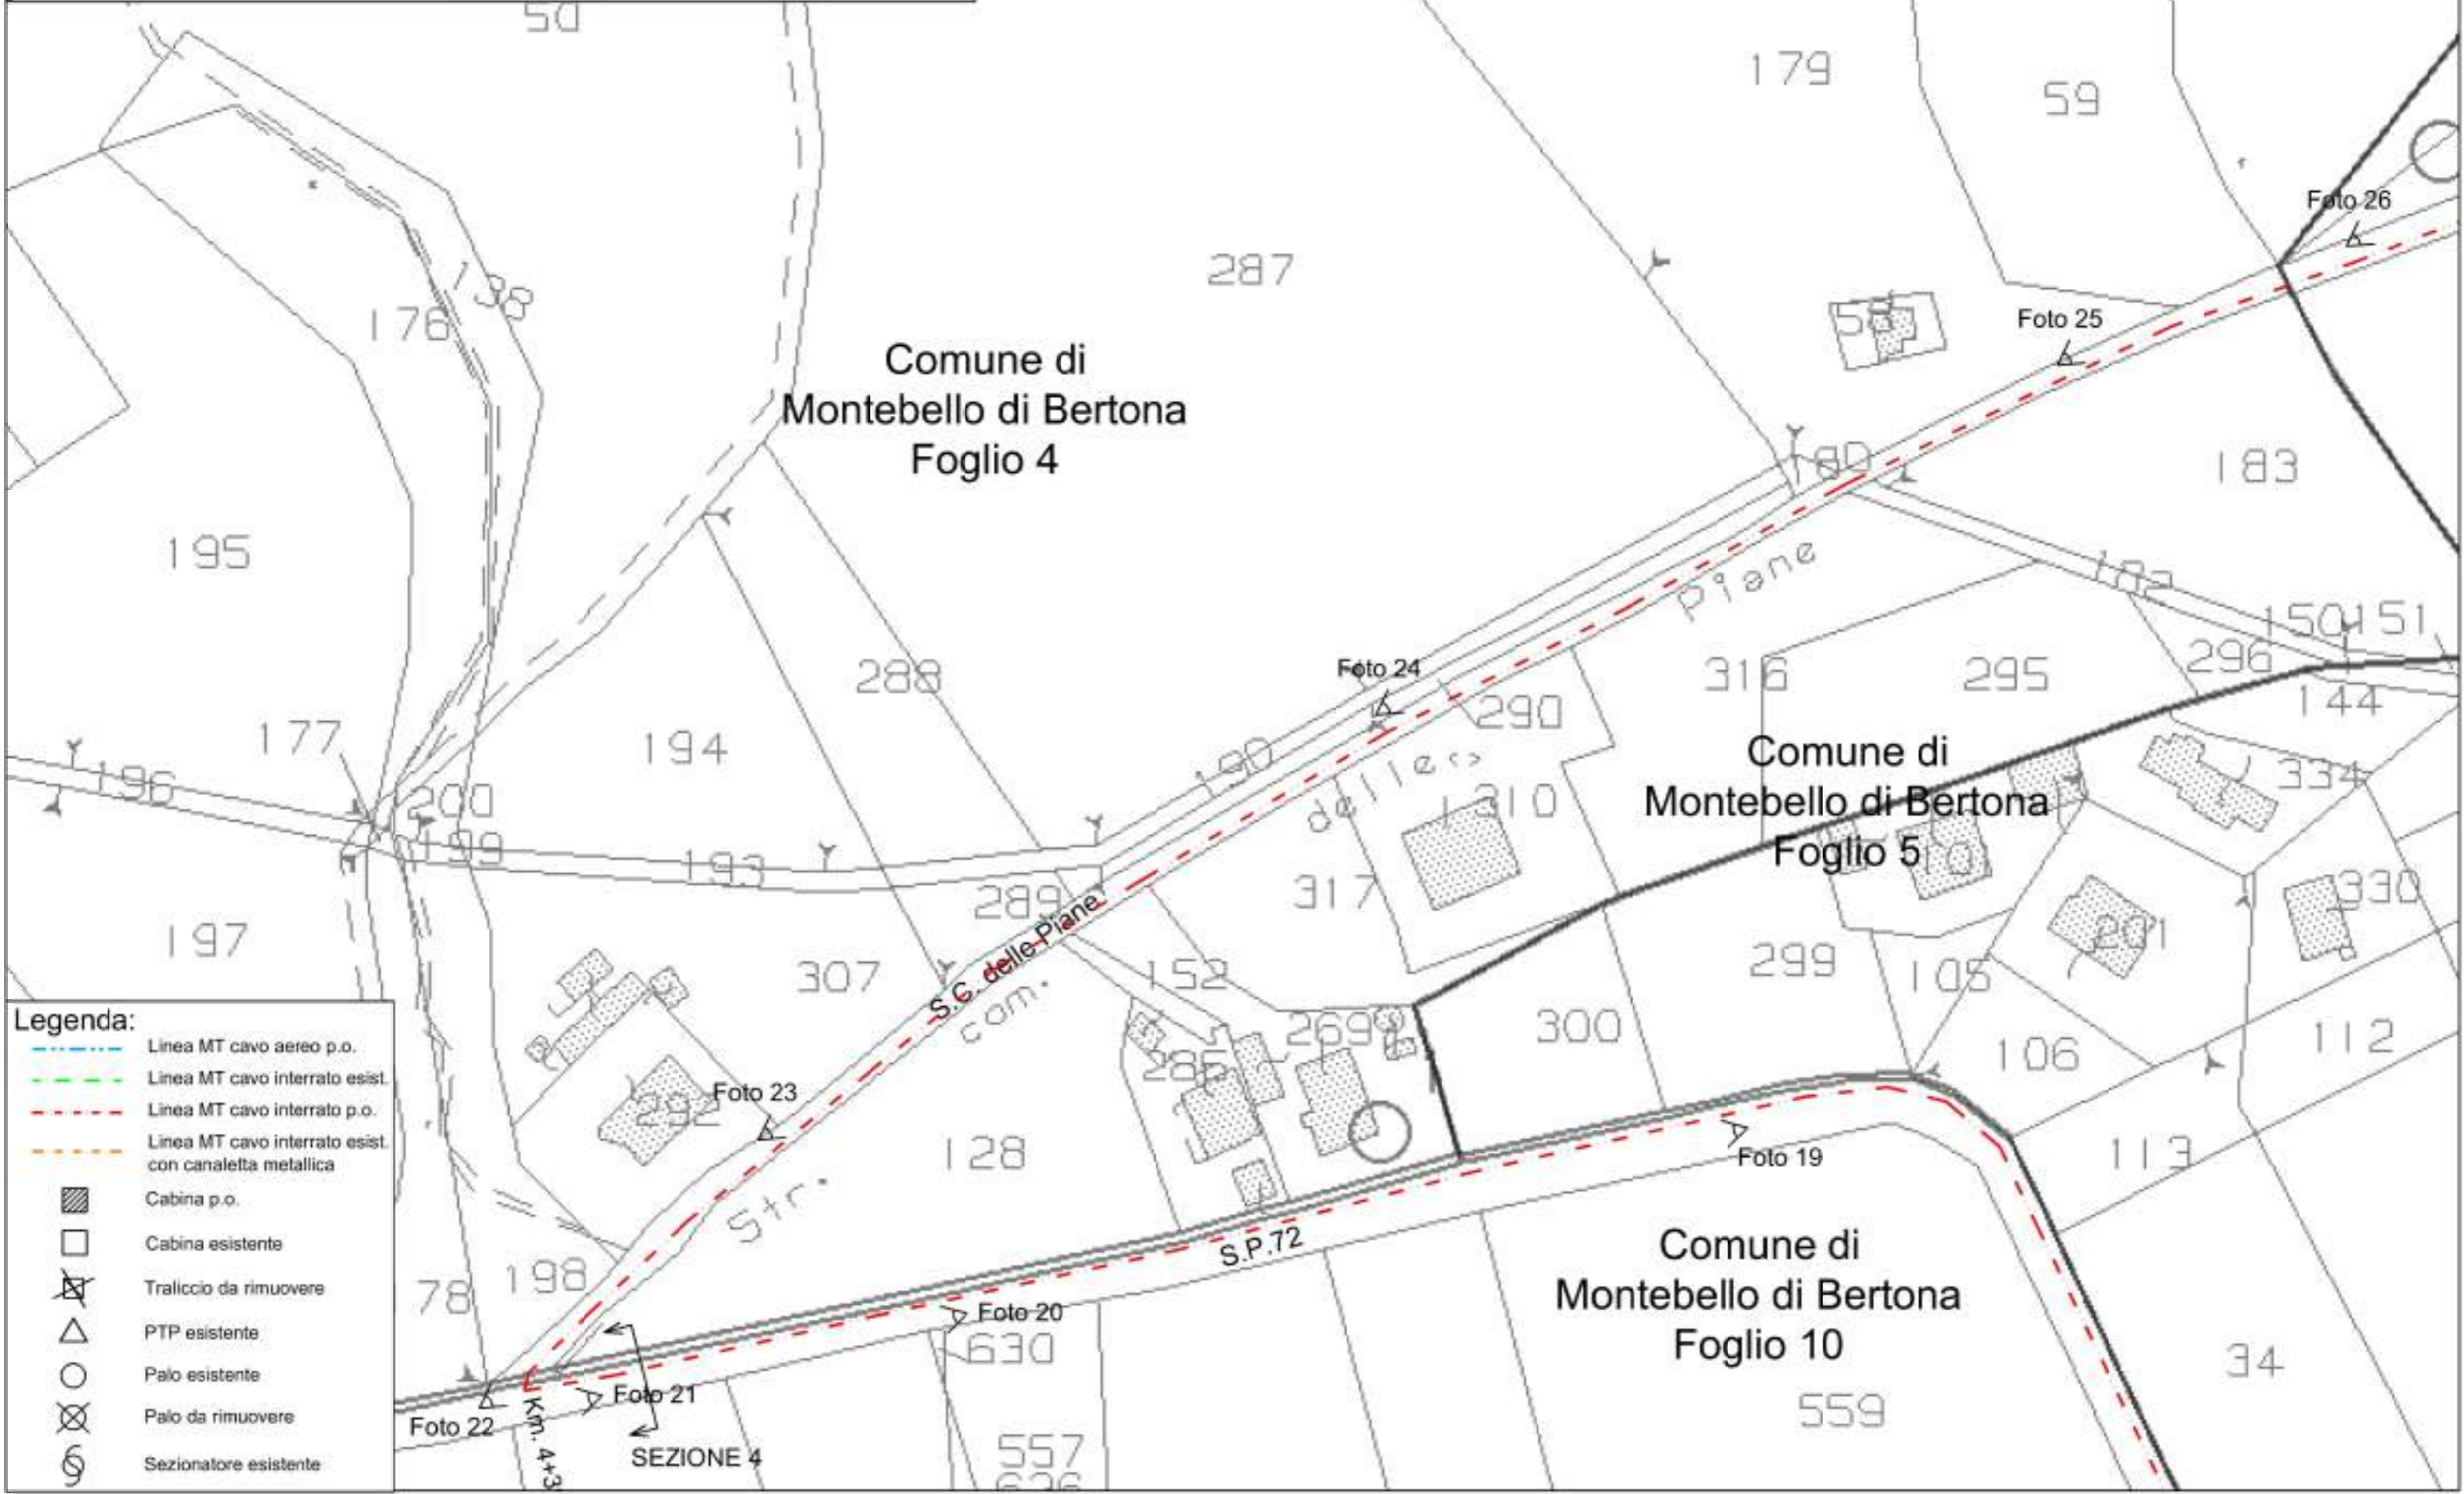 50
179
59
Foto 26
138
176
287
Foto 25
Comune di
Montebello di Bertona
Foglio 4
180
183
195
Piane
182
150
151
Foto 24
288
316
295
296
290
144
177
194
Comune di
Montebello di Bertona
Foglio 5
delle
190
334
196
200
310
199
193
317
289
330
201
197
307
S.C. delle Piane
com.
152
299
105
269
300
106
112
286
Legenda:
Linea MT cavo aereo p.o.
Linea MT cavo interrato esist.
Linea MT cavo interrato p.o.
Linea MT cavo interrato esist.
con canaletta metallica
Cabina p.o.
Cabina esistente
Traliccio da rimuovere
PTP esistente
Palo esistente
Palo da rimuovere
Sezionatore esistente
Foto 23
292
128
Foto 19
113
Str.
S.P.72
Comune di
Montebello di Bertona
Foglio 10
198
78
Foto 20
630
34
Foto 21
Foto 22
Km. 4+3
559
557
SEZIONE 4